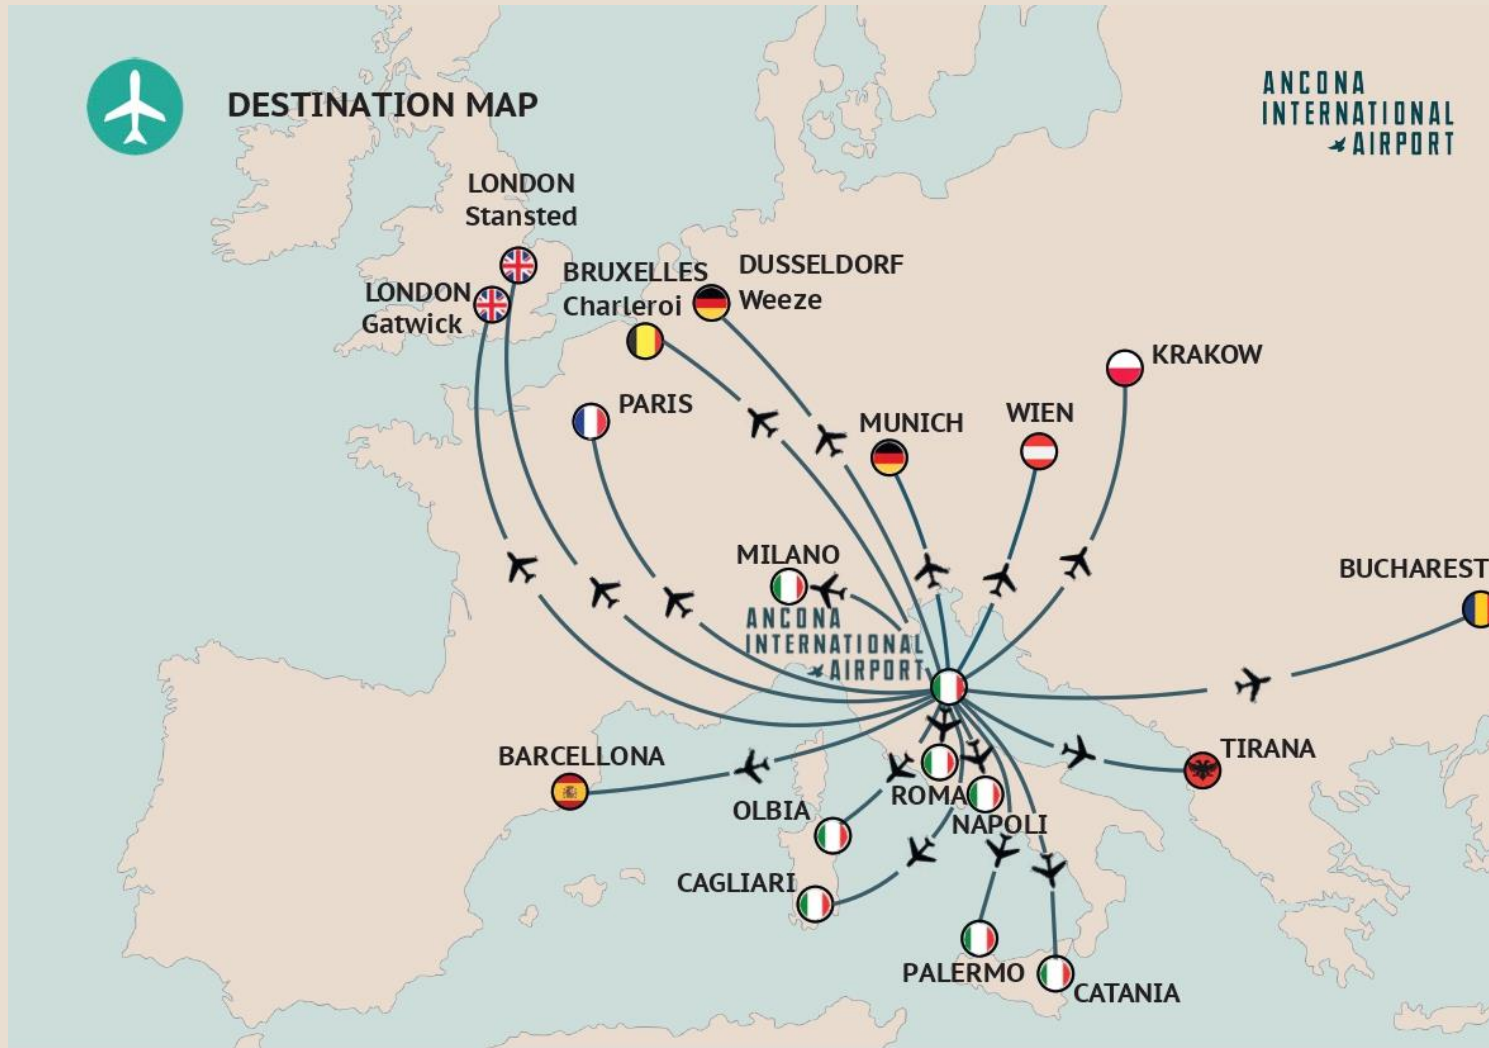 DESTINATION MAP
ANCONA
INTERNATIONAL
AIRPORT
LONDON
Stansted
LONDON
Gatwick
BRUXELLES
Charleroi
DUSSELDORF
Weeze
PARIS
MUNICH
WIEN
KRAKOW
MILANO
ANCONA
INTERNATIONAL
AIRPORT
BUCHAREST
BARCELLONA
TIRANA
OLBIA
ROMA
NAPOLI
CAGLIARI
PALERMO
CATANIA